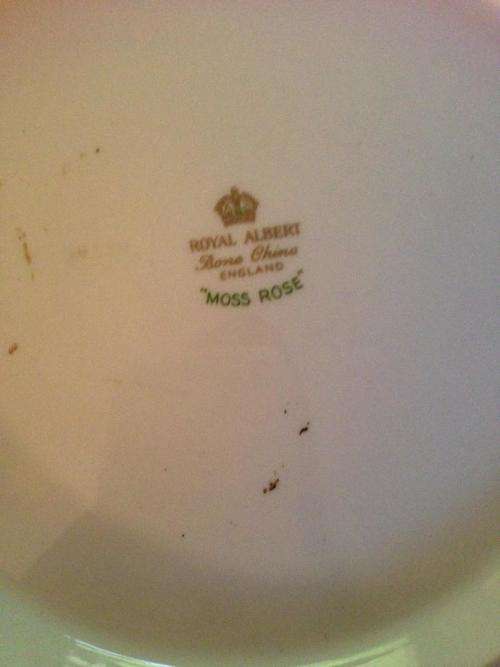 ROYAL ALBERT
Bone China
ENGLAND
"MOSS ROSE"